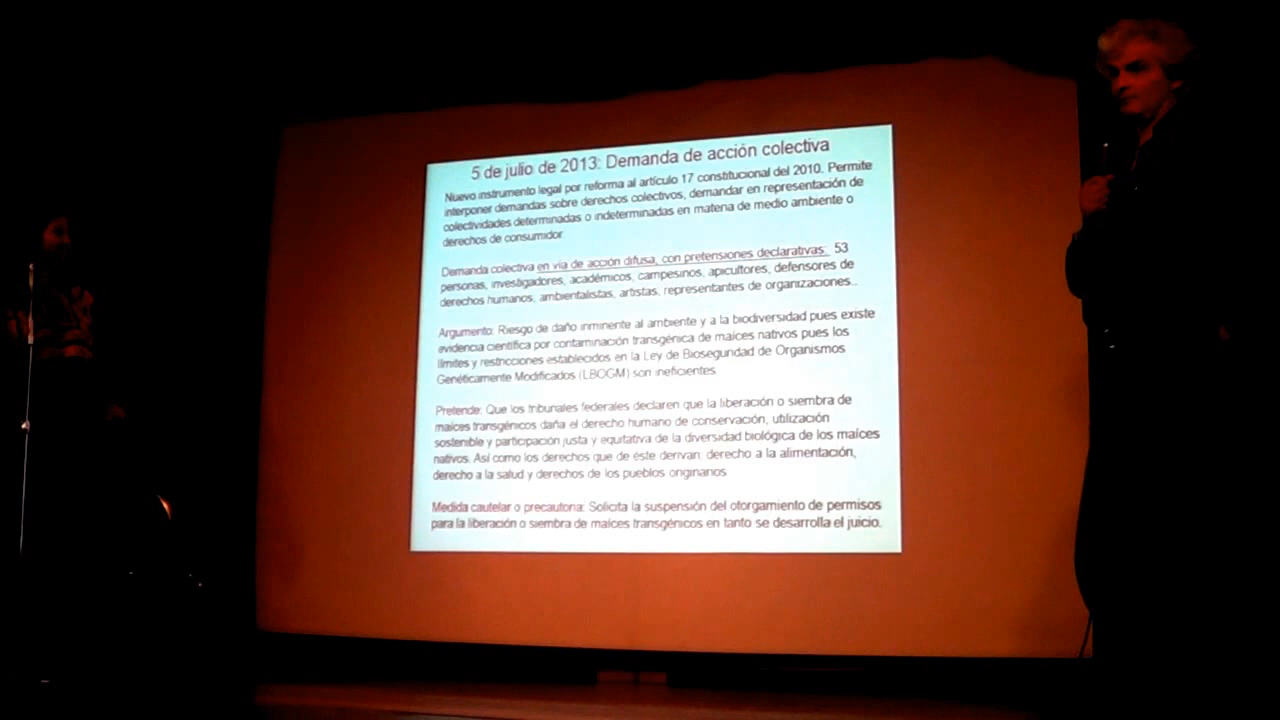 5 de julio de 2013: Demanda de acción colectiva
Nuevo instrumento legal por reforma al artículo 17 constitucional del 2010. Permite
interponer demandas sobre derechos colectivos, demandar en representación de
colectividades determinadas o indeterminadas en materia de medio ambiente o
derechos de consumidor.
Demanda colectiva en vía de acción difusa, con pretensiones declarativas: 53
personas, investigadores, académicos, campesinos, apicultores, defensores de
derechos humanos, ambientalistas, artistas, representantes de organizaciones..
Argumento: Riesgo de daño inminente al ambiente y a la biodiversidad pues existe
evidencia científica por contaminación transgénica de maíces nativos pues los
límites y restricciones establecidos en la Ley de Bioseguridad de Organismos
Genéticamente Modificados (LBOGM) son ineficientes.
Pretende: Que los tribunales federales declaren que la liberación o siembra de
maíces transgénicos daña el derecho humano de conservación, utilización
sostenible y participación justa y equitativa de la diversidad biológica de los maíces
nativos. Así como los derechos que de éste derivan: derecho a la alimentación,
derecho a la salud y derechos de los pueblos originarios
Medida cautelar o precautoria: Solicita la suspensión del otorgamiento de permisos
para la liberación o siembra de maíces transgénicos en tanto se desarrolla el juicio.